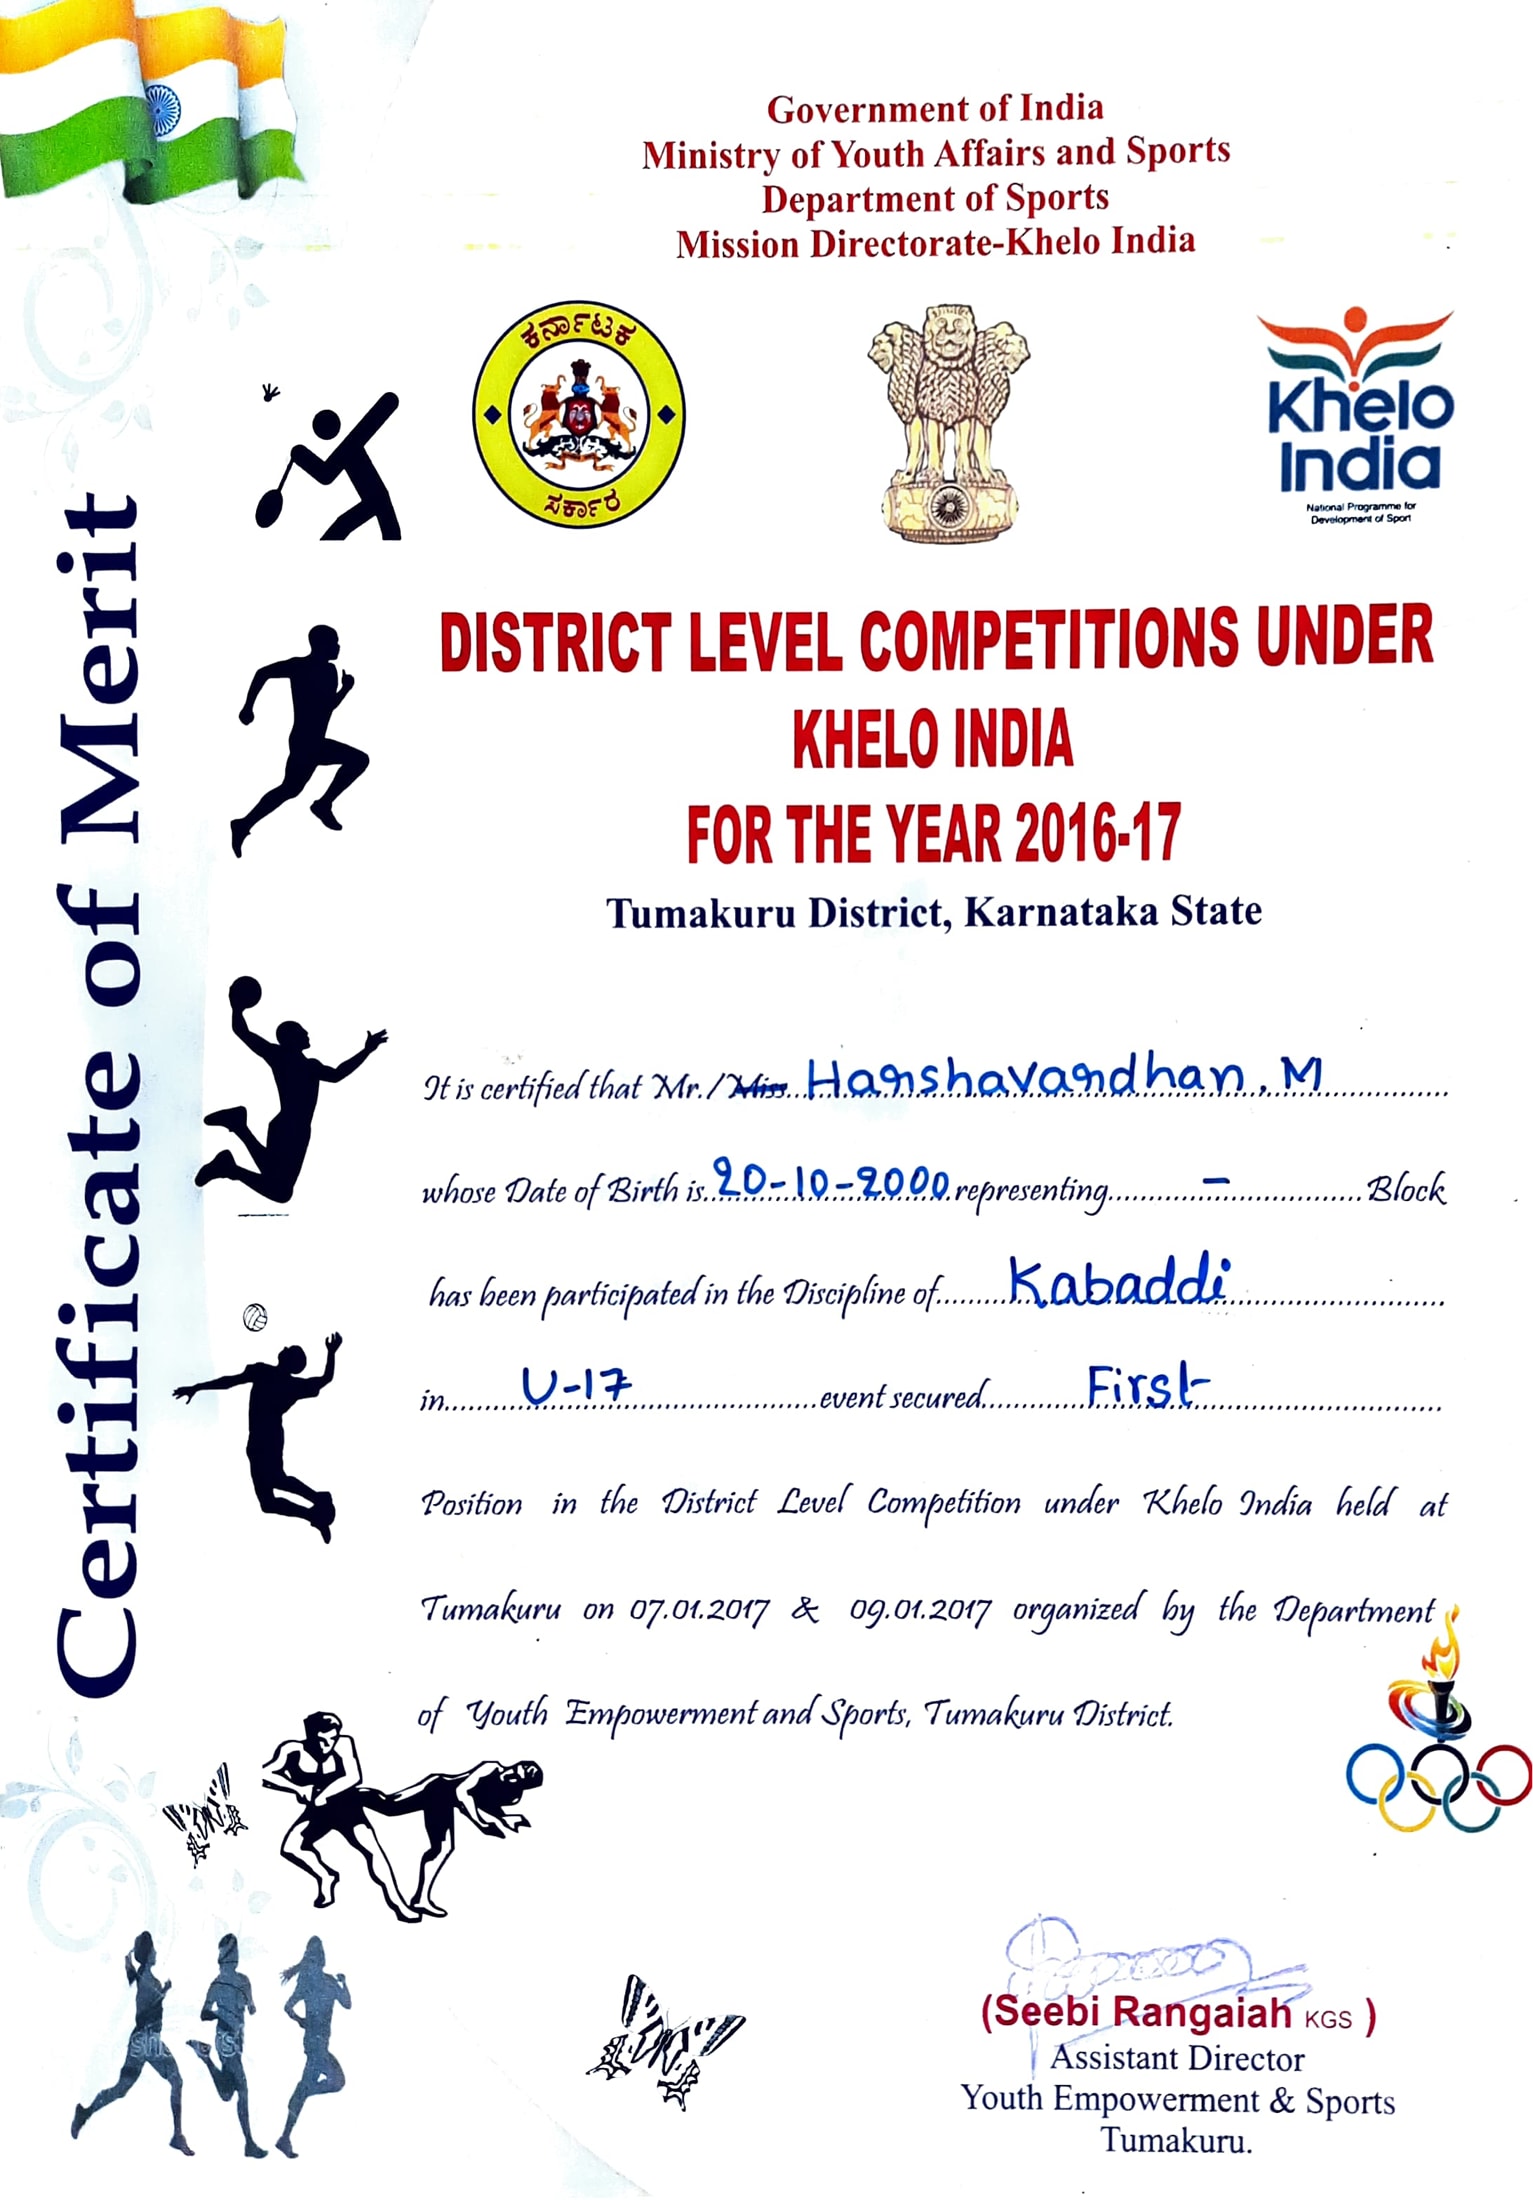 Government of India
Ministry of Youth Affairs and Sports
Department of Sports
Mission Directorate-Khelo India
ಕರ್ನಾಟಕ
ಸರ್ಕಾರ
Khelo
India
National Programme for
Development of Sport
Certificate of Merit
DISTRICT LEVEL COMPETITIONS UNDER
KHELO INDIA
FOR THE YEAR 2016-17
Tumakuru District, Karnataka State
It is certified that Mr./Miss Harshavardhan.M
whose Date of Birth is 20-10-2000 representing - Block
has been participated in the Discipline of Kabaddi
in U-17 event secured First
Position in the District Level Competition under Khelo India held at
Tumakuru on 07.01.2017 & 09.01.2017 organized by the Department
of Youth Empowerment and Sports, Tumakuru District.
(Seebi Rangaiah KGS )
Assistant Director
Youth Empowerment & Sports
Tumakuru.